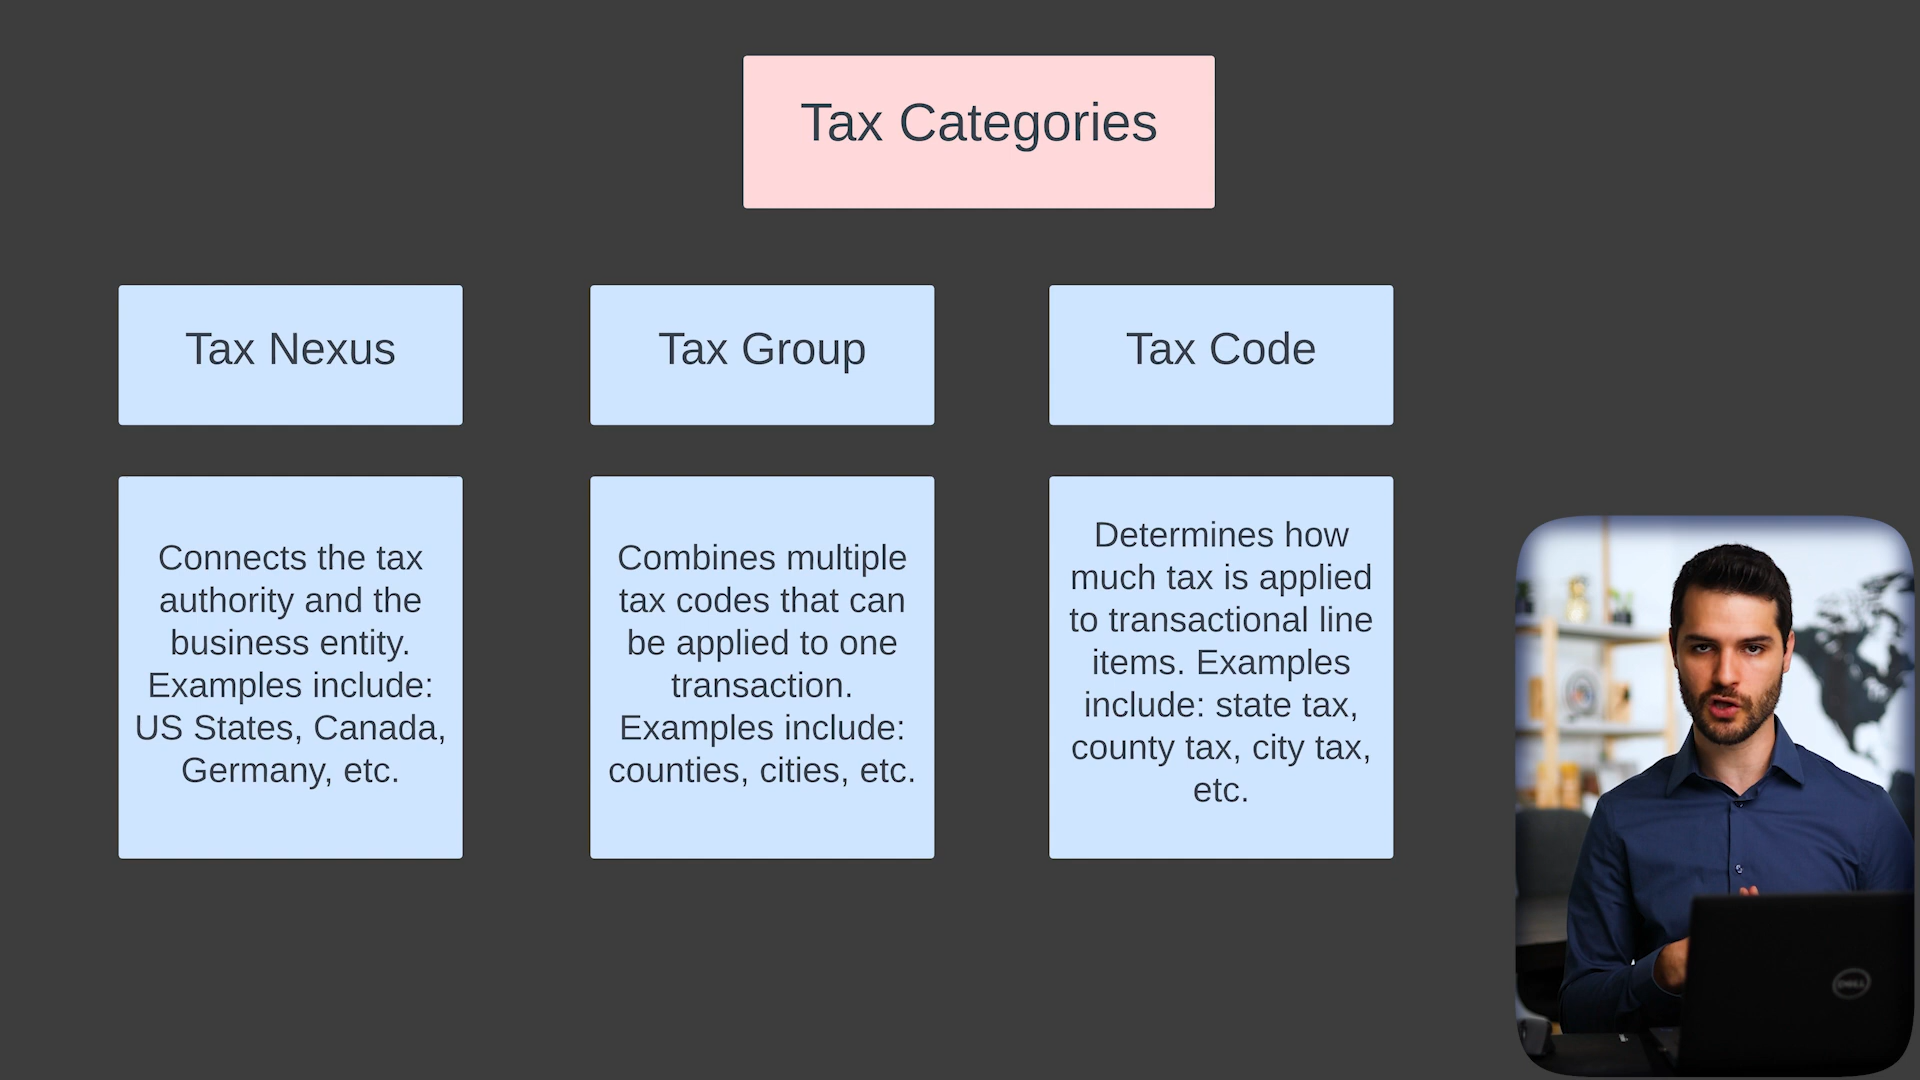 Tax Categories
Tax Nexus
Tax Group
Tax Code
Connects the tax
authority and the
business entity.
Examples include:
US States, Canada,
Germany, etc.
Combines multiple
tax codes that can
be applied to one
transaction.
Examples include:
counties, cities, etc.
Determines how
much tax is applied
to transactional line
items. Examples
include: state tax,
county tax, city tax,
etc.
DELL